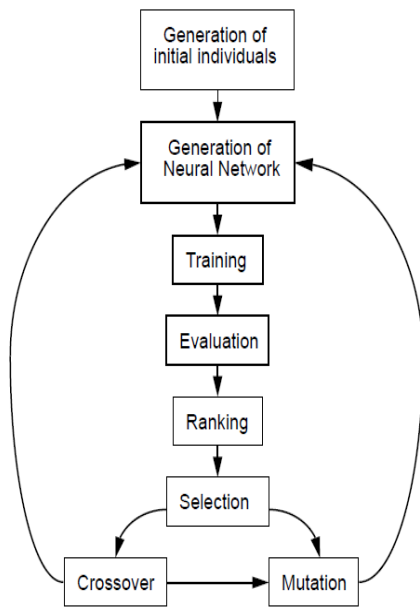 Generation of
initial individuals
Generation of
Neural Network
Training
Evaluation
Ranking
Selection
Crossover
Mutation